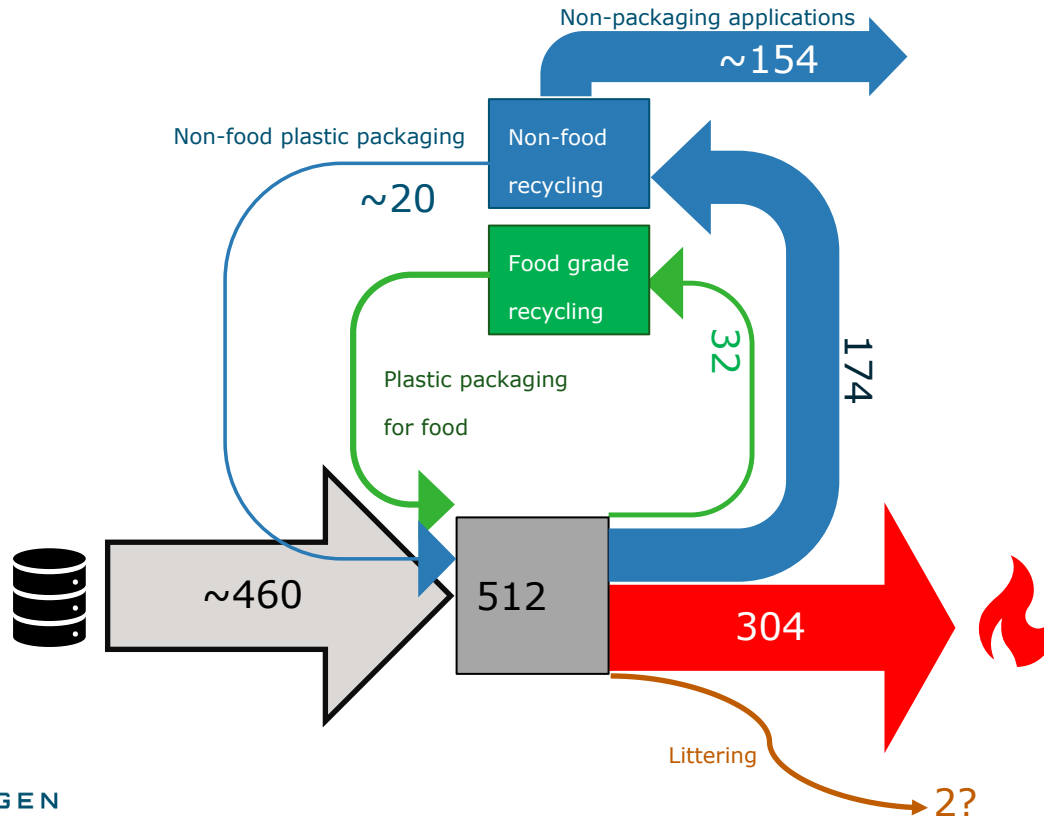 Non-packaging applications
~154
Non-food plastic packaging
~20
Non-food
recycling
Food grade
recycling
32
174
Plastic packaging
for food
~460
512
304
Littering
2?
GEN